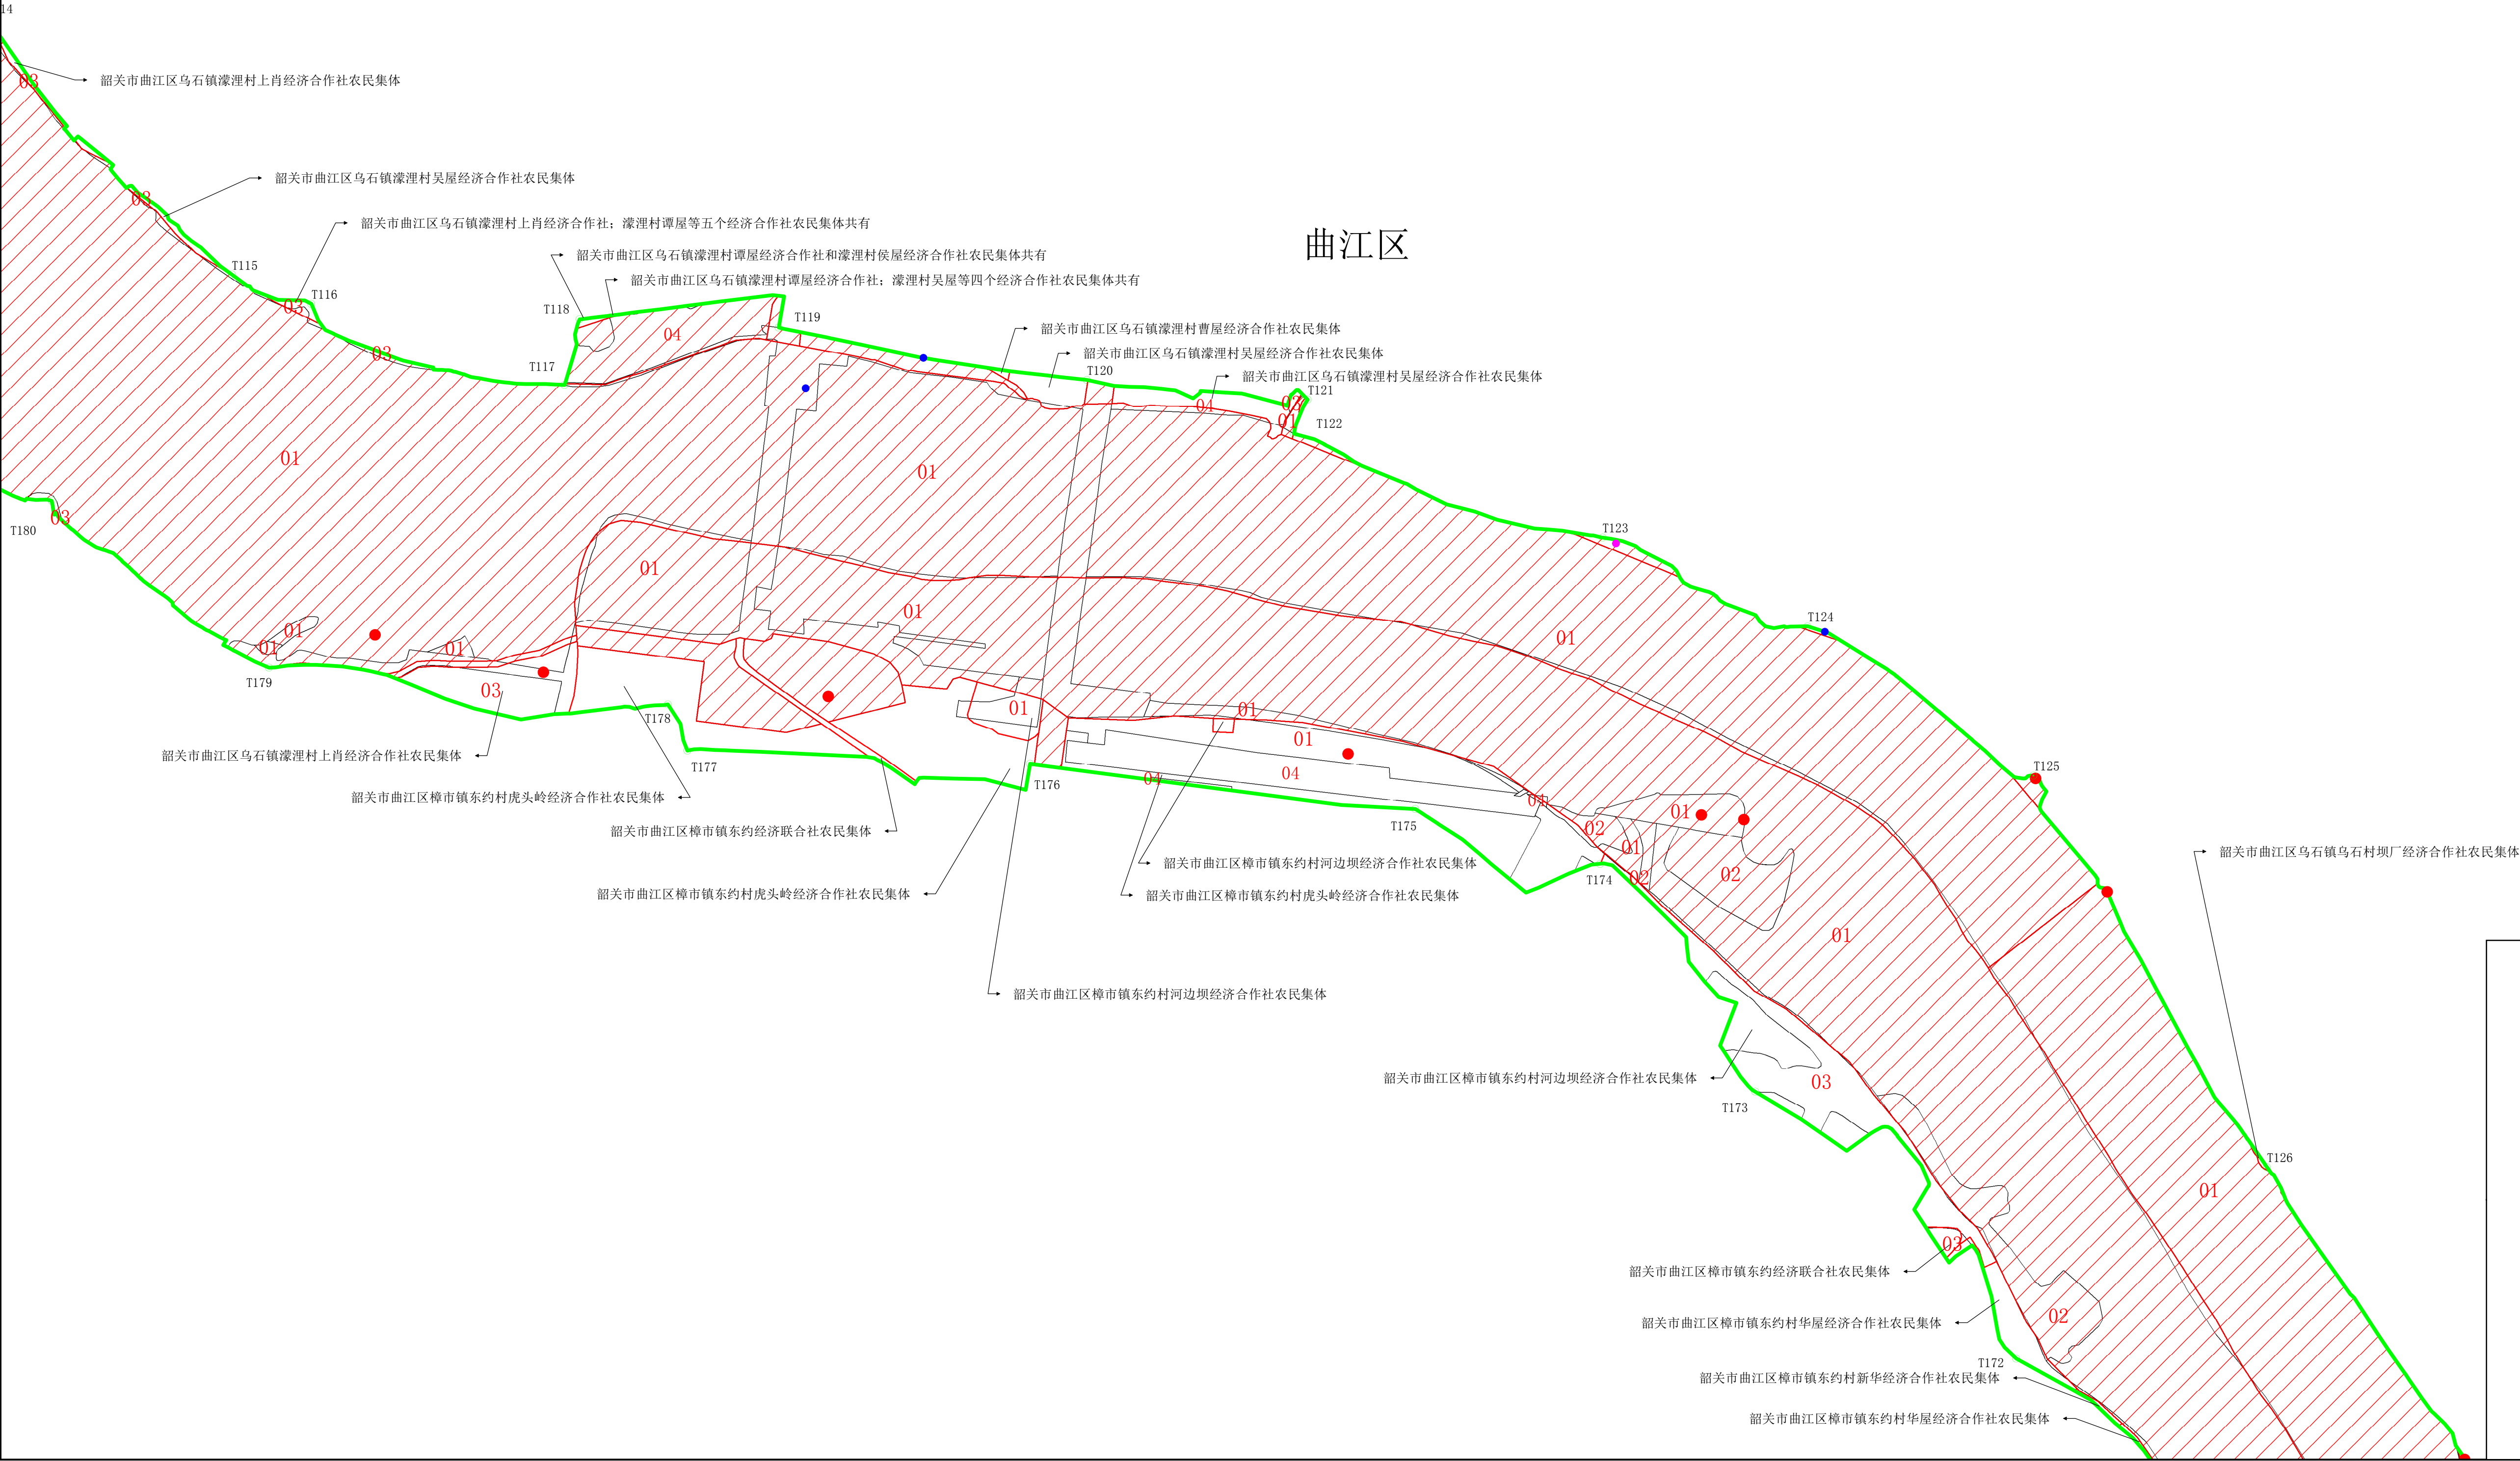 14
韶关市曲江区乌石镇濛浬村上肖经济合作社农民集体
03
韶关市曲江区乌石镇濛浬村吴屋经济合作社农民集体
03
韶关市曲江区乌石镇濛浬村上肖经济合作社；濛浬村谭屋等五个经济合作社农民集体共有
曲江区
韶关市曲江区乌石镇濛浬村谭屋经济合作社和濛浬村侯屋经济合作社农民集体共有
T115
韶关市曲江区乌石镇濛浬村谭屋经济合作社；濛浬村吴屋等四个经济合作社农民集体共有
T116
03
T118
T119
04
韶关市曲江区乌石镇濛浬村曹屋经济合作社农民集体
03
韶关市曲江区乌石镇濛浬村吴屋经济合作社农民集体
T117
T120
韶关市曲江区乌石镇濛浬村吴屋经济合作社农民集体
T121
04
03
01
T122
01
01
T180
03
T123
01
01
01
T124
01
01
01
01
T179
03
01
01
T178
01
韶关市曲江区乌石镇濛浬村上肖经济合作社农民集体
T177
04
04
T176
T125
韶关市曲江区樟市镇东约村虎头岭经济合作社农民集体
04
01
02
T175
韶关市曲江区樟市镇东约经济联合社农民集体
01
韶关市曲江区乌石镇乌石村坝厂经济合作社农民集体
韶关市曲江区樟市镇东约村河边坝经济合作社农民集体
T174
02
02
韶关市曲江区樟市镇东约村虎头岭经济合作社农民集体
韶关市曲江区樟市镇东约村虎头岭经济合作社农民集体
01
韶关市曲江区樟市镇东约村河边坝经济合作社农民集体
韶关市曲江区樟市镇东约村河边坝经济合作社农民集体
03
T173
T126
01
03
韶关市曲江区樟市镇东约经济联合社农民集体
02
韶关市曲江区樟市镇东约村华屋经济合作社农民集体
T172
韶关市曲江区樟市镇东约村新华经济合作社农民集体
韶关市曲江区樟市镇东约村华屋经济合作社农民集体